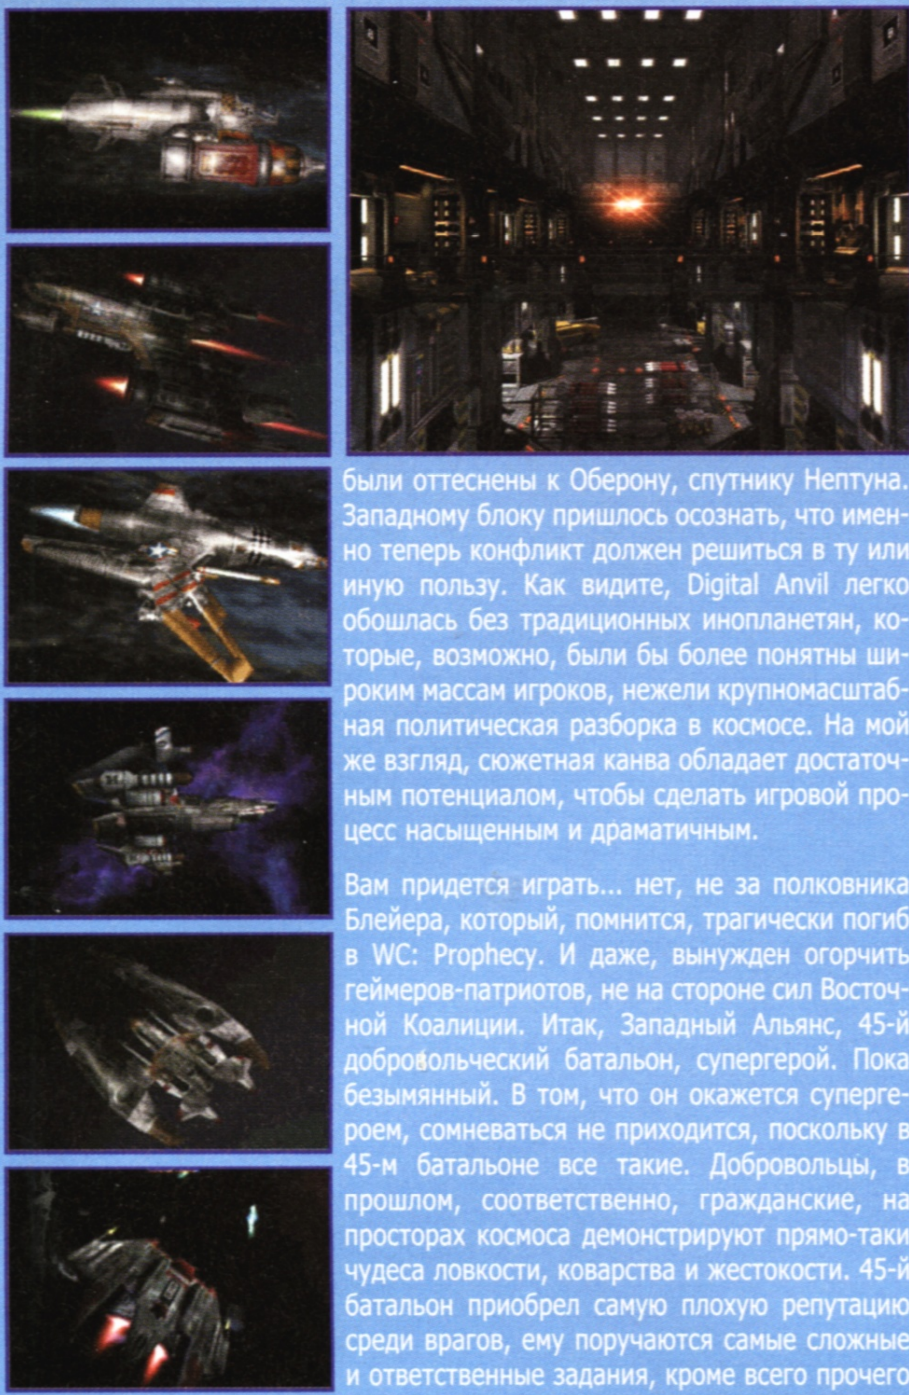 были оттеснены к Оберону, спутнику Нептуна.
Западному блоку пришлось осознать, что имен-
но теперь конфликт должен решиться в ту или
иную пользу. Как видите, Digital Anvil легко
обошлась без традиционных инопланетян, ко-
торые, возможно, были бы более понятны ши-
роким массам игроков, нежели крупномасштаб-
ная политическая разборка в космосе. На мой
же взгляд, сюжетная канва обладает достаточ-
ным потенциалом, чтобы сделать игровой про-
цесс насыщенным и драматичным.
Вам придется играть... нет, не за полковника
Блейера, который, помнится, трагически погиб
в WC: Prophecy. И даже, вынужден огорчить
геймеров-патриотов, не на стороне сил Восточ-
ной Коалиции. Итак, Западный Альянс, 45-й
добровольческий батальон, супергерой. Пока
безымянный. В том, что он окажется суперге-
роем, сомневаться не приходится, поскольку в
45-м батальоне все такие. Добровольцы, в
прошлом, соответственно, гражданские, на
просторах космоса демонстрируют прямо-таки
чудеса ловкости, коварства и жестокости. 45-й
батальон приобрел самую плохую репутацию
среди врагов, ему поручаются самые сложные
и ответственные задания, кроме всего прочего